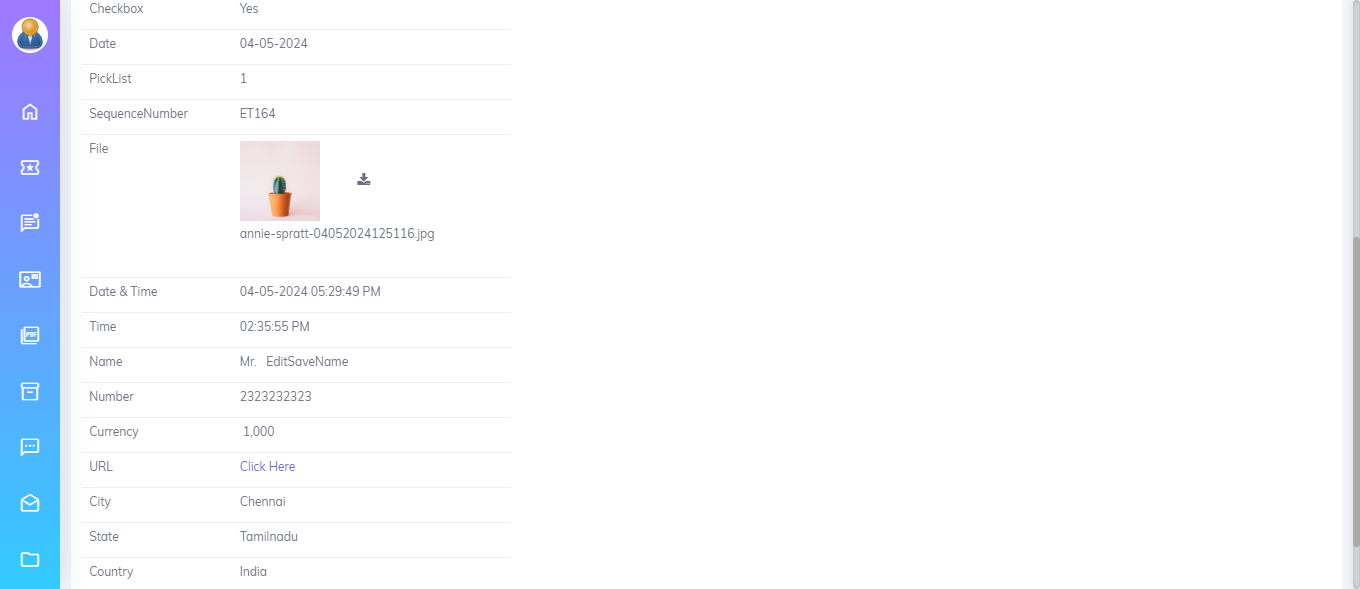 Checkbox Yes
Date 04-05-2024
PickList 1
SequenceNumber ET164
File
annie-spratt-04052024125116.jpg
Date & Time 04-05-2024 05:29:49 PM
Time 02:35:55 PM
Name Mr. EditSaveName
Number 2323232323
Currency 1,000
URL Click Here
City Chennai
State Tamilnadu
Country India
PDF